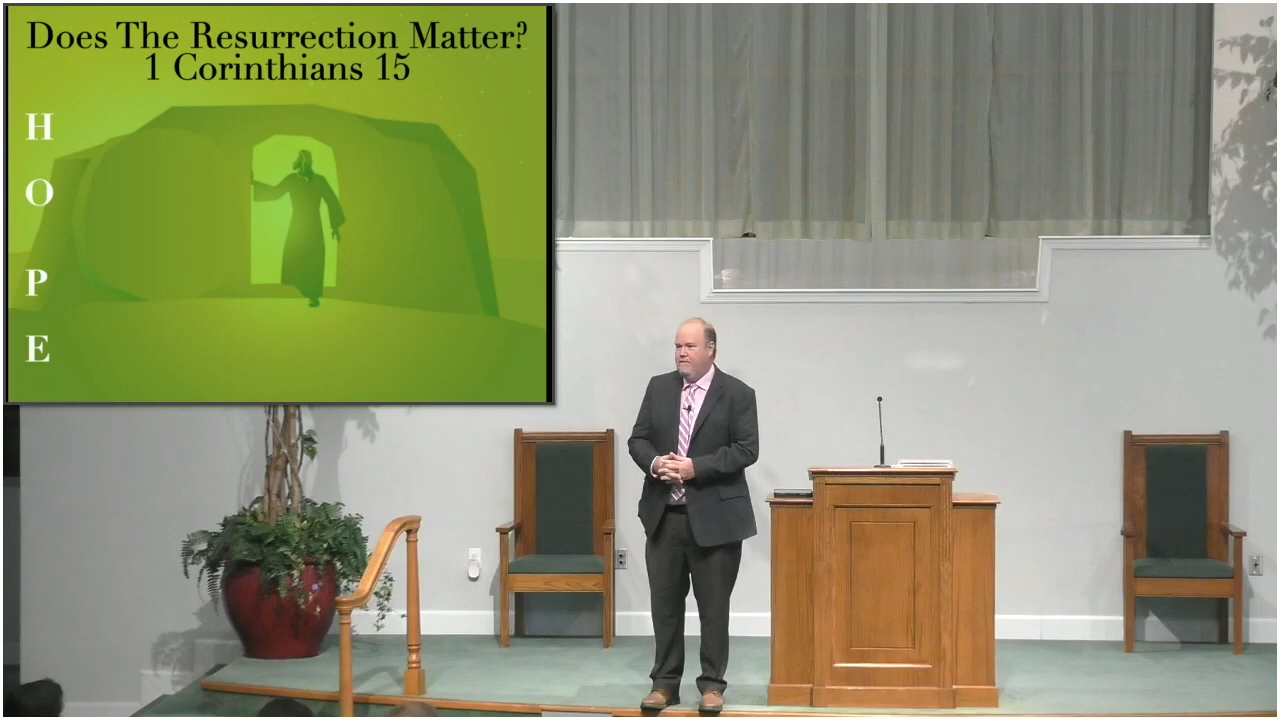 Does The Resurrection Matter?
1 Corinthians 15
H
O
P
E